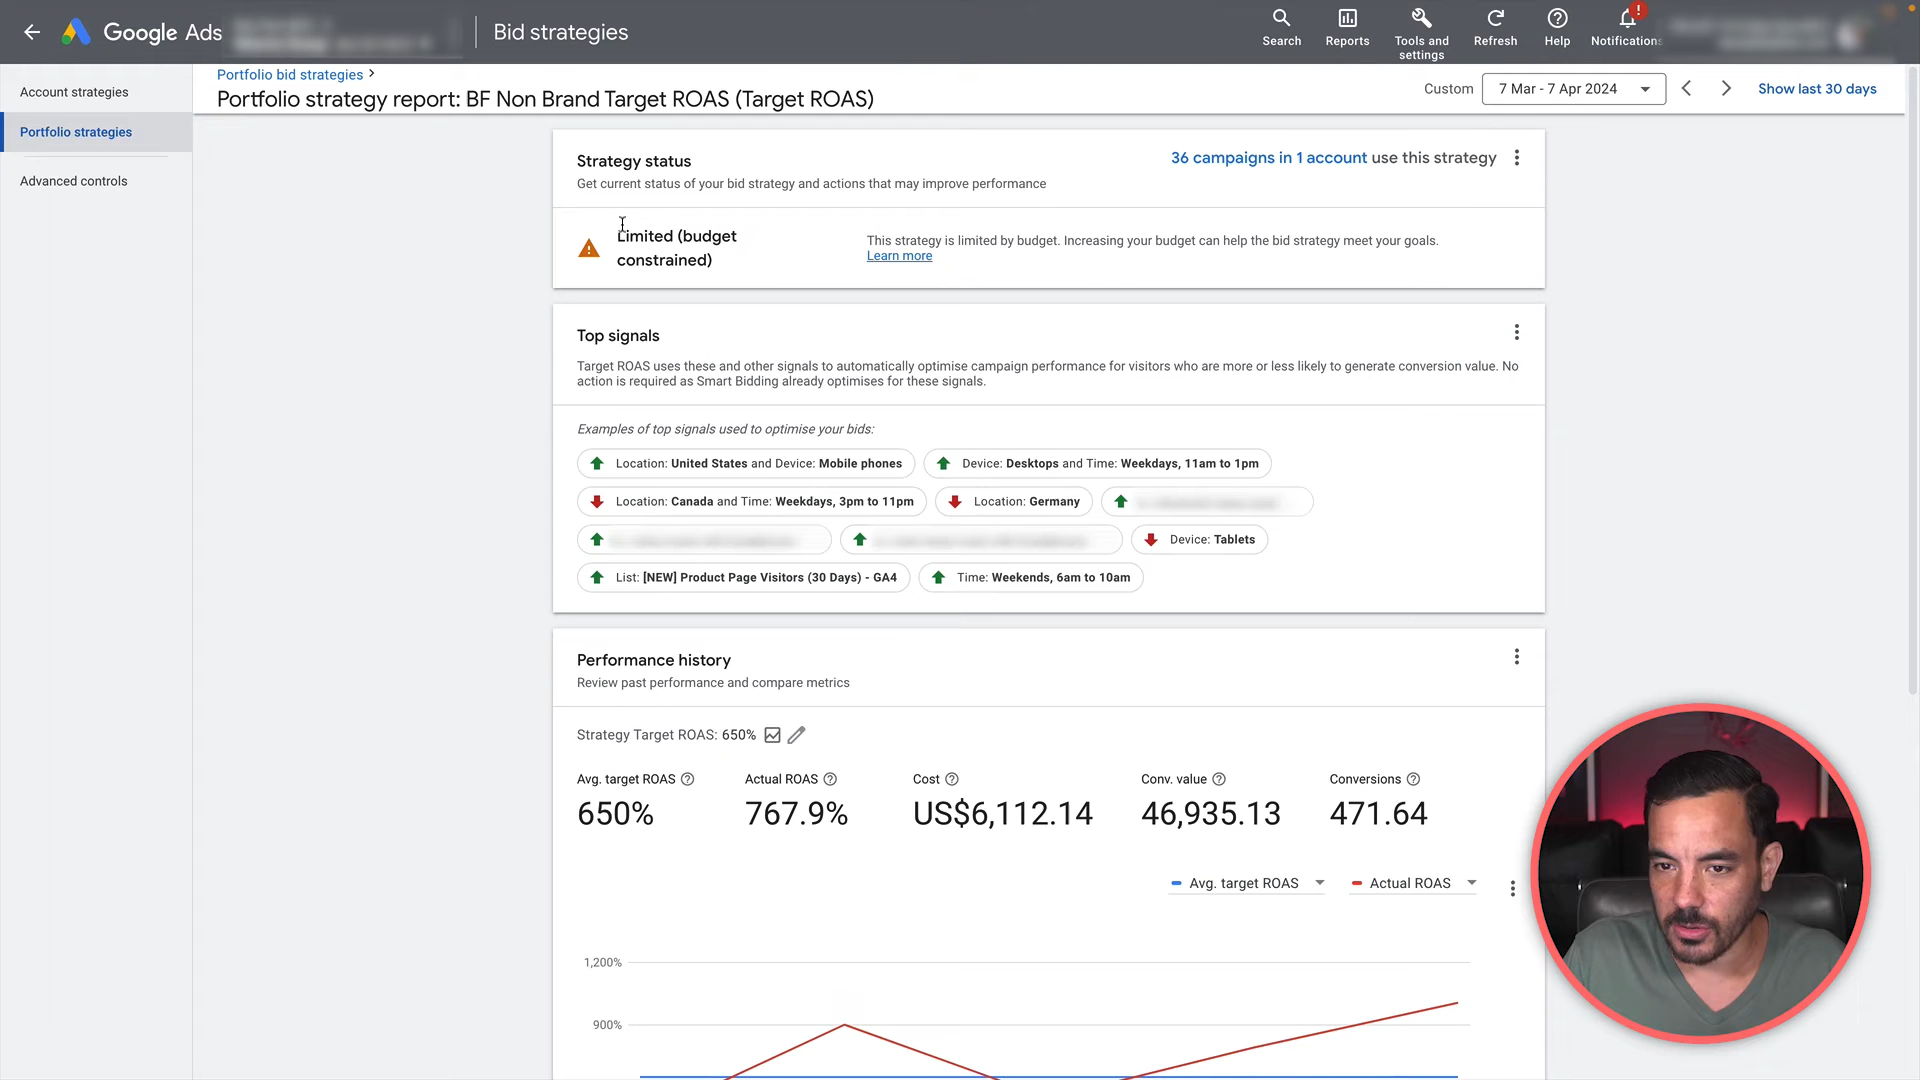 Google Ads
Bid strategies
Search
Reports
Tools and settings
Refresh
Help
Notifications
!
Account strategies
Portfolio strategies
Advanced controls
Portfolio bid strategies
Portfolio strategy report: BF Non Brand Target ROAS (Target ROAS)
Custom
7 Mar - 7 Apr 2024
Show last 30 days
Strategy status
36 campaigns in 1 account use this strategy
Get current status of your bid strategy and actions that may improve performance
Limited (budget
constrained)
This strategy is limited by budget. Increasing your budget can help the bid strategy meet your goals.
Learn more
Top signals
Target ROAS uses these and other signals to automatically optimise campaign performance for visitors who are more or less likely to generate conversion value. No
action is required as Smart Bidding already optimises for these signals.
Examples of top signals used to optimise your bids:
Location: United States and Device: Mobile phones
Device: Desktops and Time: Weekdays, 11am to 1pm
Location: Canada and Time: Weekdays, 3pm to 11pm
Location: Germany
Device: Tablets
List: [NEW] Product Page Visitors (30 Days) - GA4
Time: Weekends, 6am to 10am
Performance history
Review past performance and compare metrics
Strategy Target ROAS: 650%
Avg. target ROAS
Actual ROAS
Cost
Conv. value
Conversions
650%
767.9%
US$6,112.14
46,935.13
471.64
Avg. target ROAS
Actual ROAS
1,200%
900%